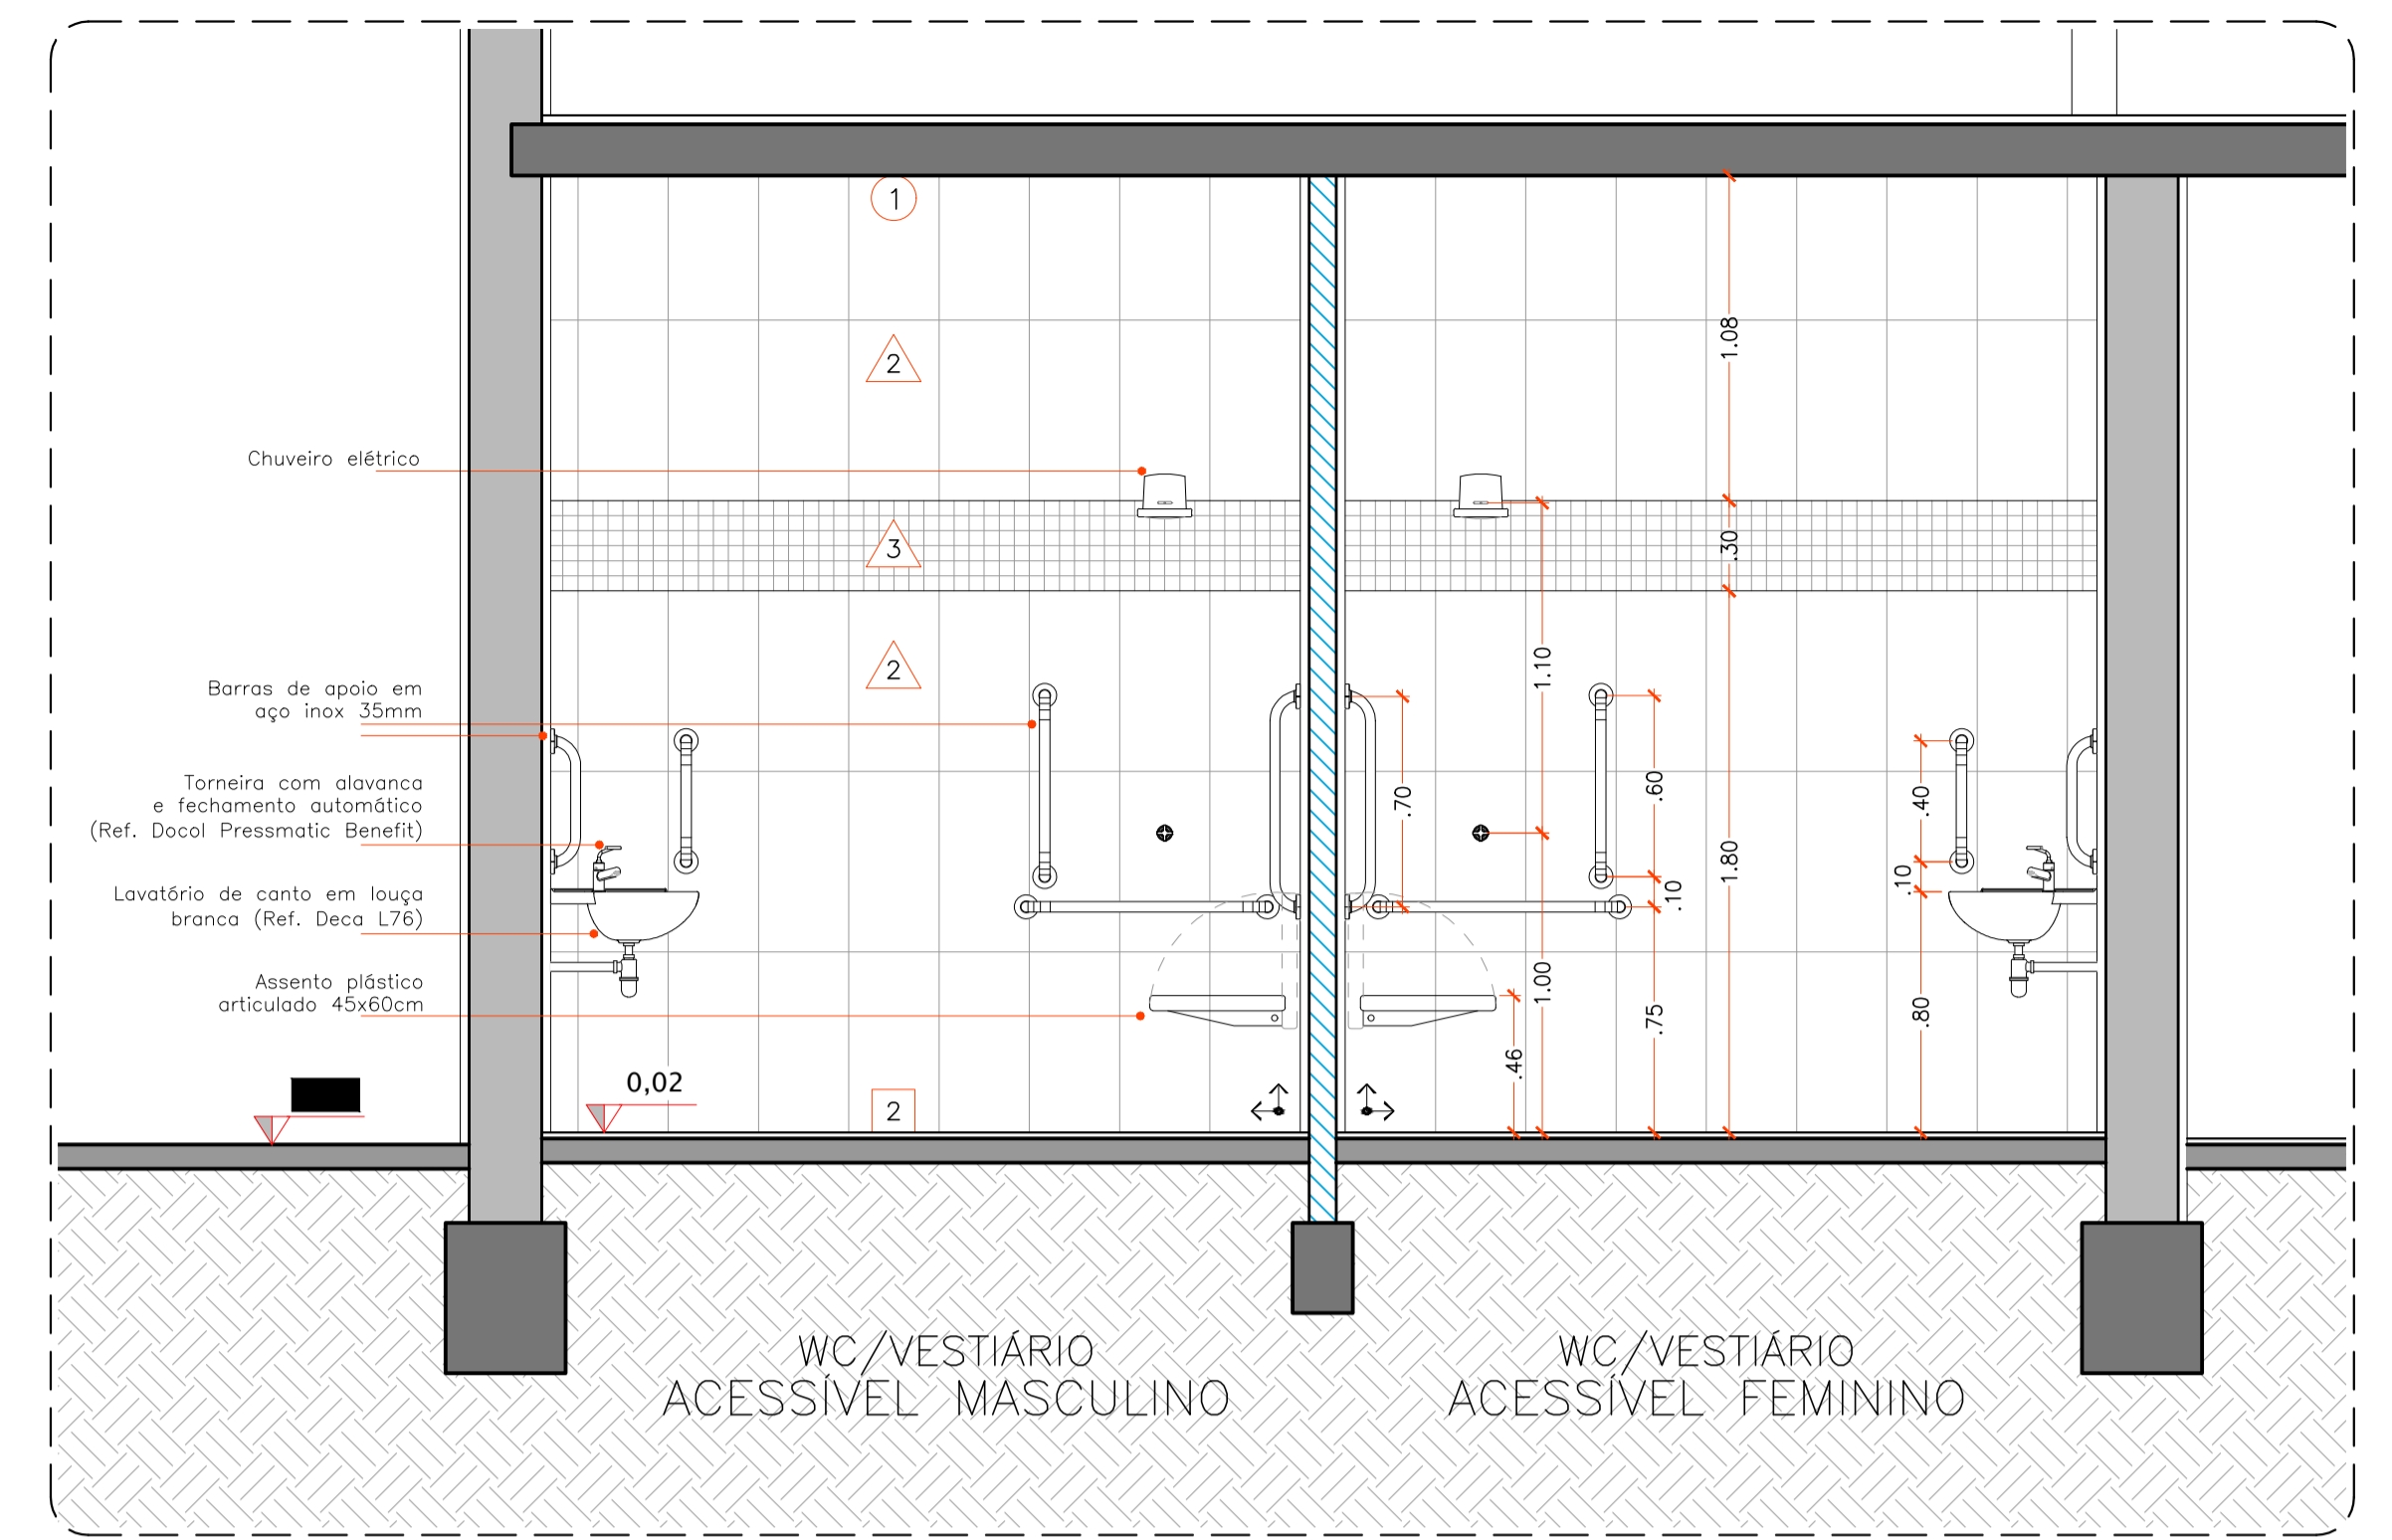 1
2
1.08
Chuveiro elétrico
3
.30
2
1.10
Barras de apoio em
aço inox 35mm
.70
.60
.40
Torneira com alavanca
e fechamento automático
(Ref. Docol Pressmatic Benefit)
1.80
.10
.10
Lavatório de canto em louça
branca (Ref. Deca L76)
Assento plástico
articulado 45x60cm
1.00
.75
.80
.46
0,02
2
WC/VESTIÁRIO
ACESSÍVEL MASCULINO
WC/VESTIÁRIO
ACESSÍVEL FEMININO